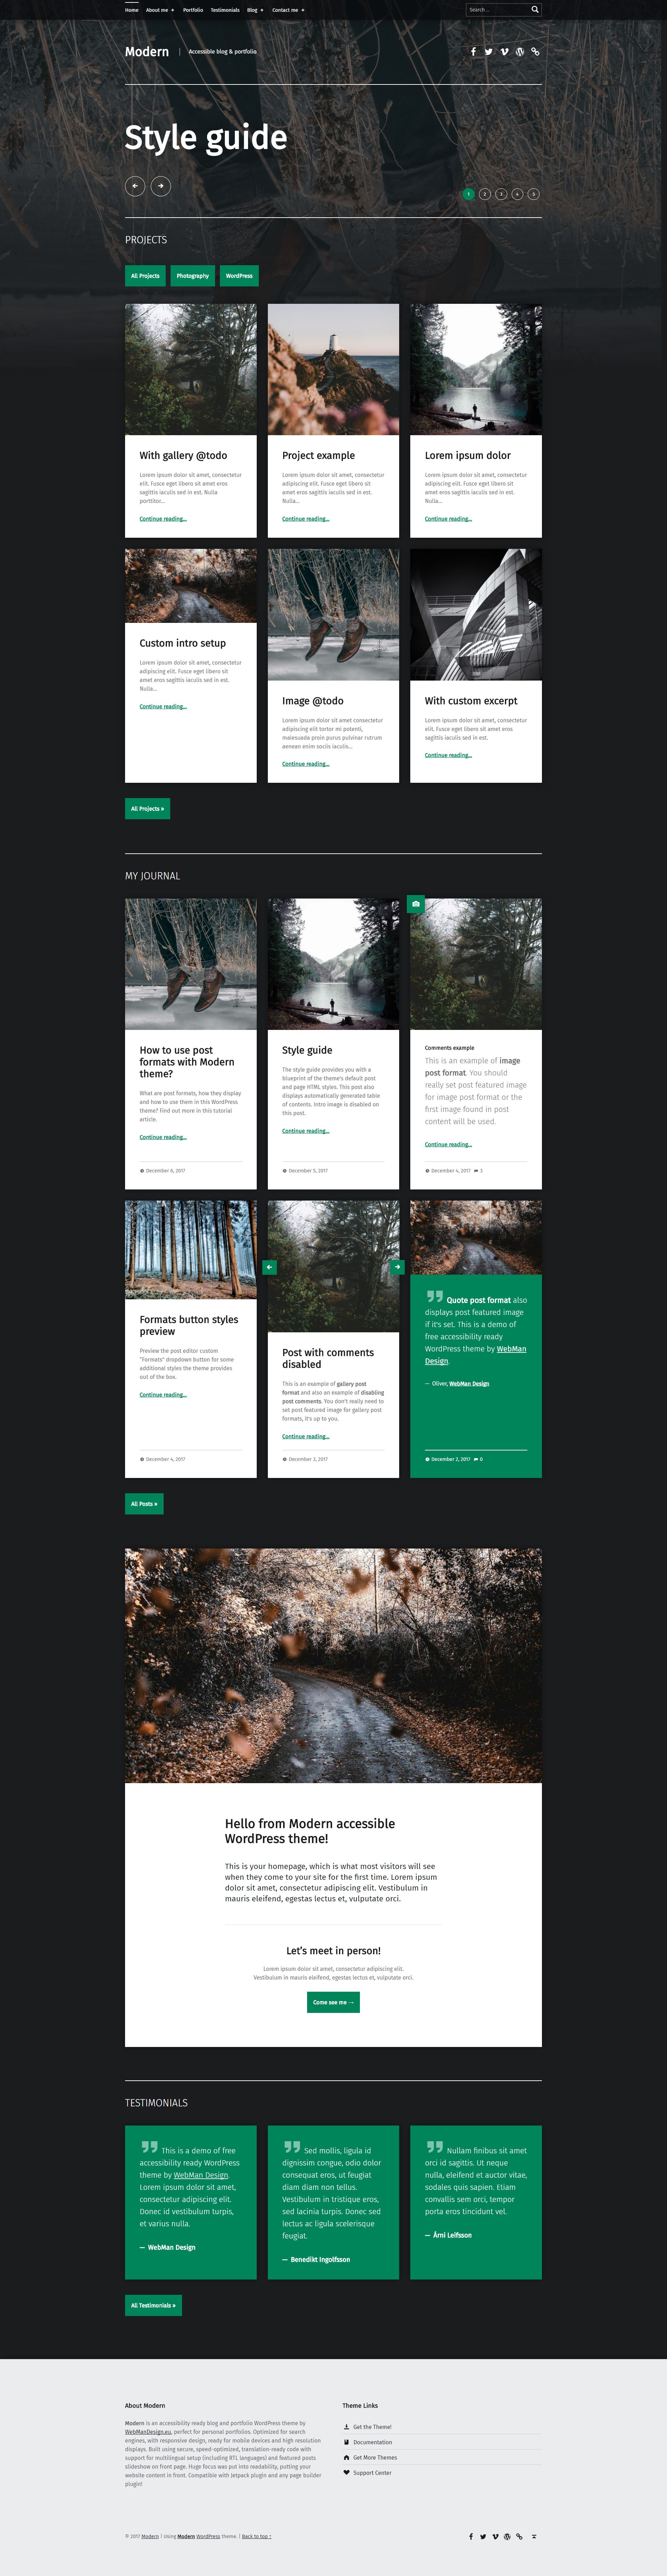 Home About me + Portfolio Testimonials Blog + Contact me + Search …
Modern | Accessible blog & portfolio
Style guide
1 2 3 4 5
PROJECTS
All Projects Photography WordPress
With gallery @todo
Lorem ipsum dolor sit amet, consectetur
elit. Fusce eget libero sit amet eros
sagittis iaculis sed in est. Nulla
porttitor…
Continue reading…
Project example
Lorem ipsum dolor sit amet, consectetur
adipiscing elit. Fusce eget libero sit
amet eros sagittis iaculis sed in est.
Nulla…
Continue reading…
Lorem ipsum dolor
Lorem ipsum dolor sit amet, consectetur
adipiscing elit. Fusce eget libero sit
amet eros sagittis iaculis sed in est.
Nulla…
Continue reading…
Custom intro setup
Lorem ipsum dolor sit amet, consectetur
adipiscing elit. Fusce eget libero sit
amet eros sagittis iaculis sed in est.
Nulla…
Continue reading…
Image @todo
Lorem ipsum dolor sit amet consectetur
adipiscing elit tortor mi potenti,
malesuada proin purus pulvinar rutrum
aenean enim sociis iaculis…
Continue reading…
With custom excerpt
Lorem ipsum dolor sit amet, consectetur
elit. Fusce eget libero sit amet eros
sagittis iaculis sed in est.
Continue reading…
All Projects »
MY JOURNAL
How to use post
formats with Modern
theme?
What are post formats, how they display
and how to use them in this WordPress
theme? Find out more in this tutorial
article.
Continue reading…
December 6, 2017
Style guide
The style guide provides you with a
blueprint of the theme's default post
and page HTML styles. This post also
displays automatically generated table
of contents. Intro image is disabled on
this post.
Continue reading…
December 5, 2017
Comments example
This is an example of image
post format. You should
really set post featured image
for image post format or the
first image found in post
content will be used.
Continue reading…
December 4, 2017 3
Formats button styles
preview
Preview the post editor custom
"Formats" dropdown button for some
additional styles the theme provides
out of the box.
Continue reading…
December 4, 2017
Post with comments
disabled
This is an example of gallery post
format and also an example of disabling
post comments. You don't really need to
set post featured image for gallery post
formats, it's up to you.
Continue reading…
December 3, 2017
Quote post format also
displays post featured image
if it's set. This is a demo of
free accessibility ready
WordPress theme by WebMan
Design.
— Oliver, WebMan Design
December 2, 2017 0
All Posts »
Hello from Modern accessible
WordPress theme!
This is your homepage, which is what most visitors will see
when they come to your site for the first time. Lorem ipsum
dolor sit amet, consectetur adipiscing elit. Vestibulum in
mauris eleifend, egestas lectus et, vulputate orci.
Let's meet in person!
Lorem ipsum dolor sit amet, consectetur adipiscing elit.
Vestibulum in mauris eleifend, egestas lectus et, vulputate orci.
Come see me →
TESTIMONIALS
This is a demo of free
accessibility ready WordPress
theme by WebMan Design.
Lorem ipsum dolor sit amet,
consectetur adipiscing elit.
Donec id vestibulum turpis,
et varius nulla.
— WebMan Design
Sed mollis, ligula id
dignissim congue, odio dolor
consequat eros, ut feugiat
diam diam non tellus.
Vestibulum in tristique eros,
sed lacinia turpis. Donec sed
lectus ac ligula scelerisque
feugiat.
— Benedikt Ingolfsson
Nullam finibus sit amet
orci id sagittis. Ut neque
nulla, eleifend et auctor vitae,
sodales quis sapien. Etiam
convallis sem orci, tempor
porta eros tincidunt vel.
— Árni Leifsson
All Testimonials »
About Modern
Modern is an accessibility ready blog and portfolio WordPress theme by
WebManDesign.eu, perfect for personal portfolios. Optimized for search
engines, with responsive design, ready for mobile devices and high resolution
displays. Built using secure, speed-optimized, translation-ready code with
support for multilingual setup (including RTL languages) and featured posts
slideshow on front page. Huge focus was put into readability, putting your
website content in front. Compatible with Jetpack plugin and any page builder
plugin!
Theme Links
Get the Theme!
Documentation
Get More Themes
Support Center
© 2017 Modern | Using Modern WordPress theme. | Back to top ↑